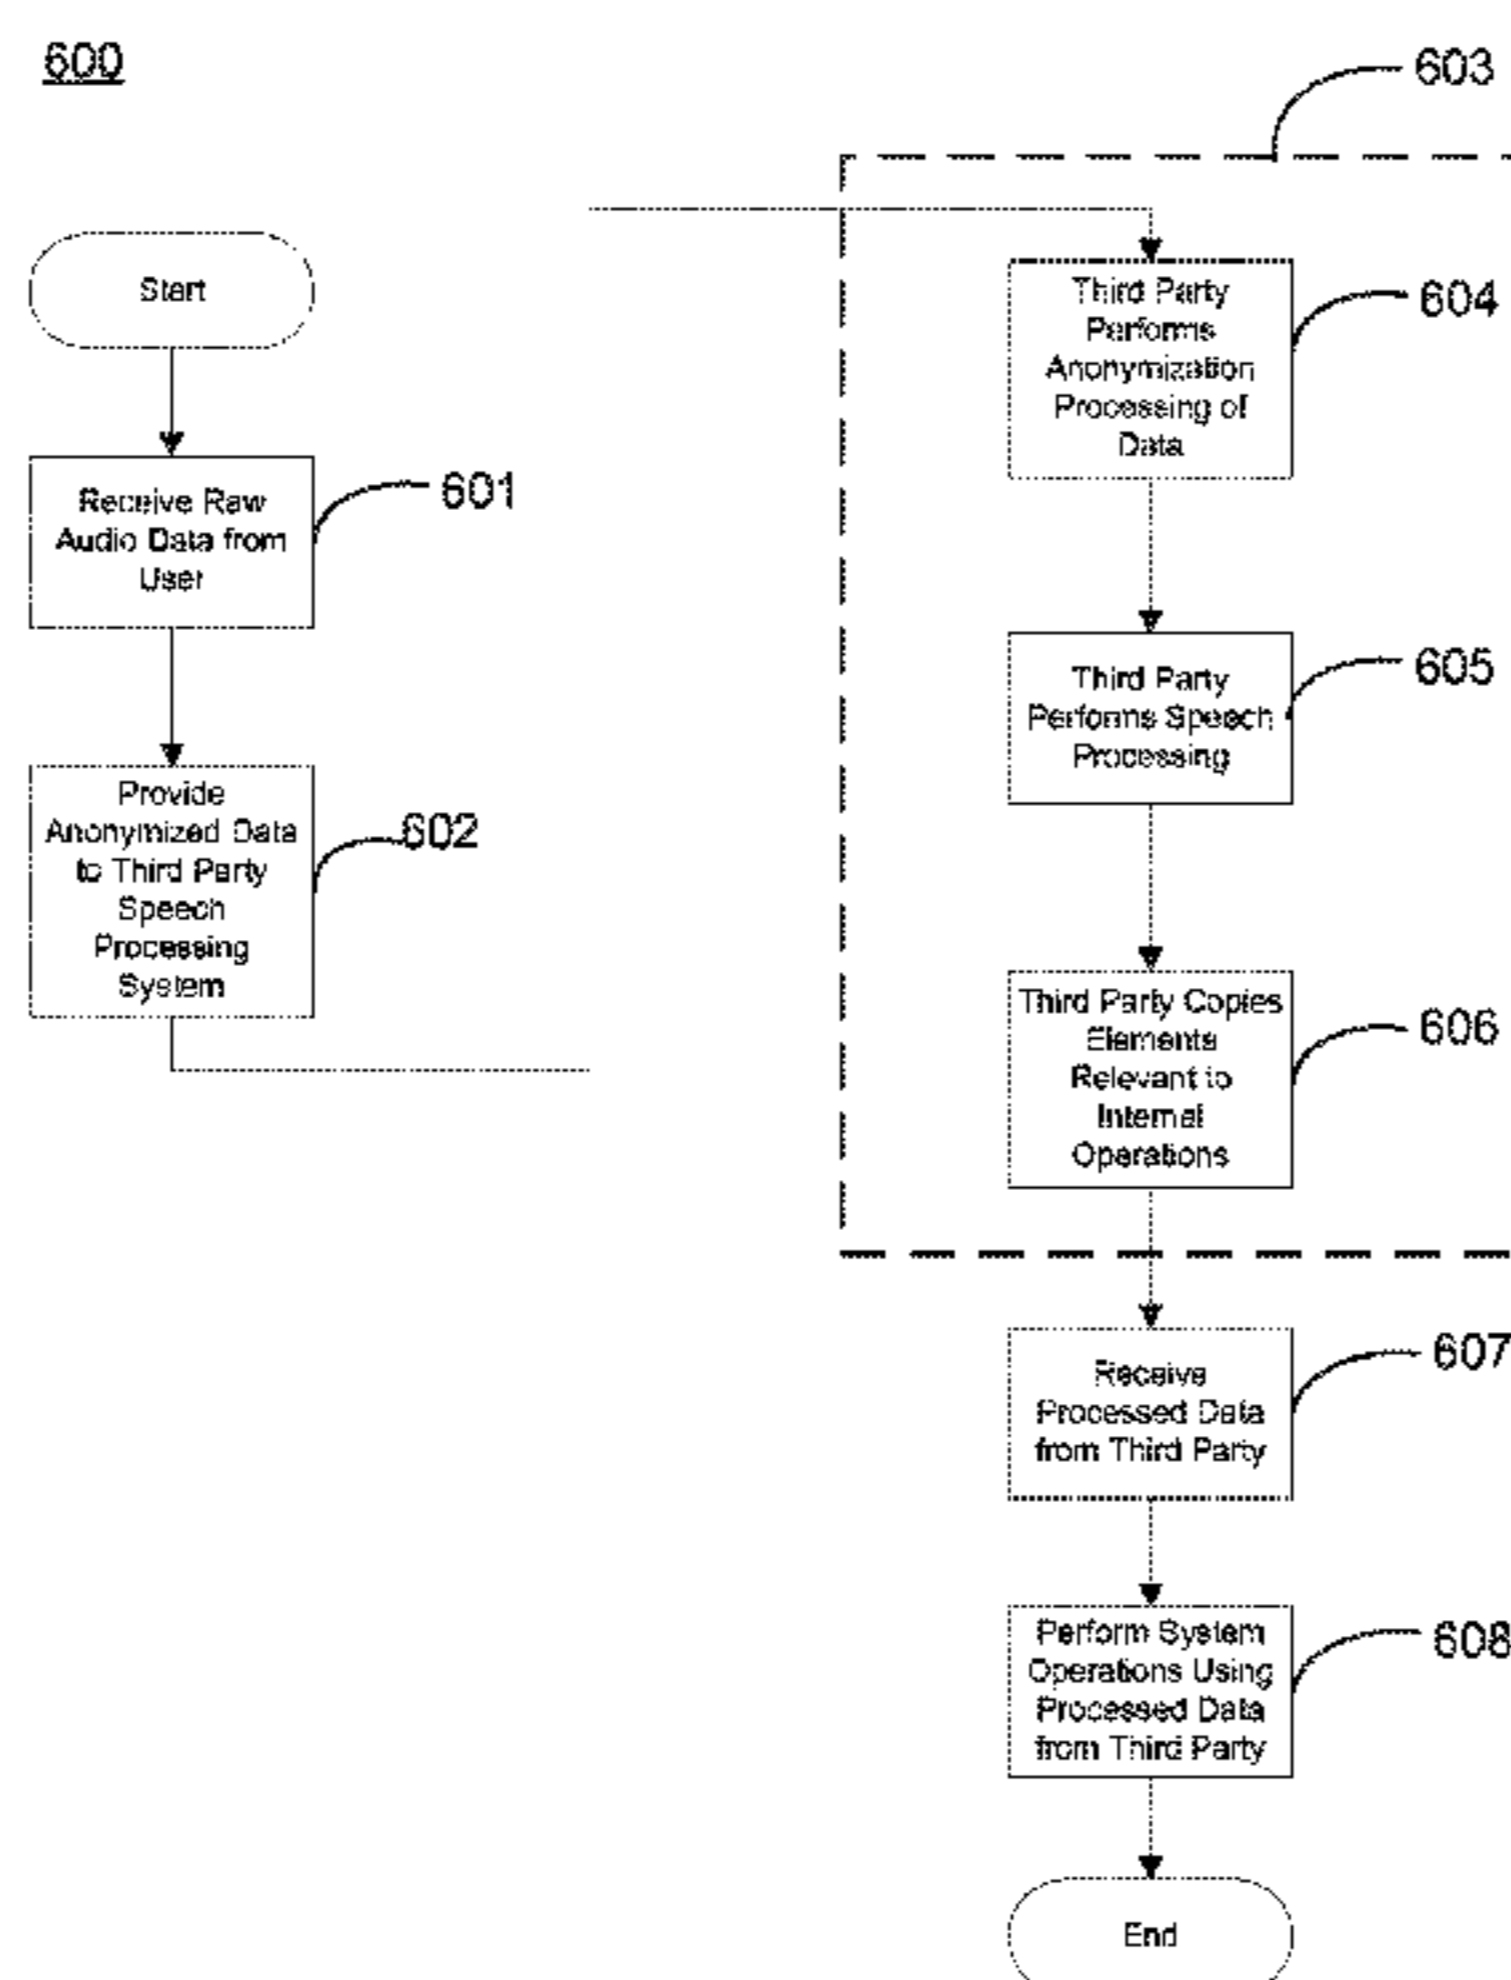 600
Start
Receive Raw
Audio Data from
User
601
Provide
Anonymized Data
to Third Party
Speech
Processing
System
602
603
Third Party
Performs
Anonymization
Processing of
Data
604
Third Party
Performs Speech
Processing
605
Third Party Copies
Elements
Relevant to
Internal
Operations
606
Receive
Processed Data
from Third Party
607
Perform System
Operations Using
Processed Data
from Third Party
608
End